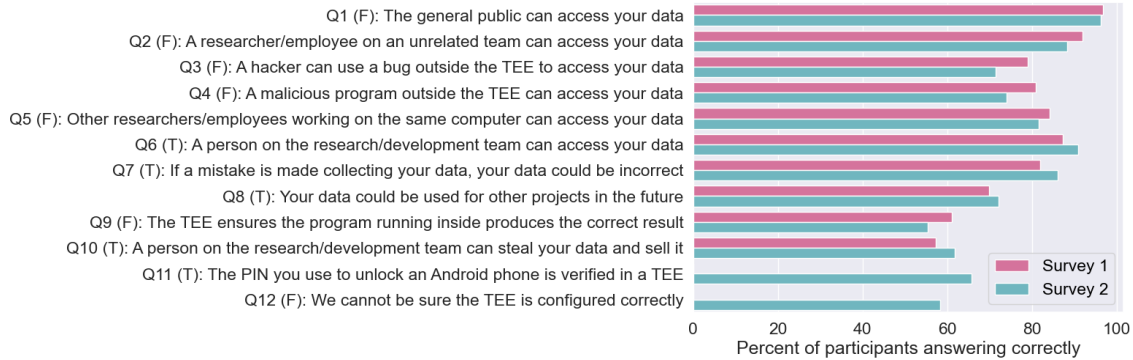 Q1 (F): The general public can access your data
Q2 (F): A researcher/employee on an unrelated team can access your data
Q3 (F): A hacker can use a bug outside the TEE to access your data
Q4 (F): A malicious program outside the TEE can access your data
Q5 (F): Other researchers/employees working on the same computer can access your data
Q6 (T): A person on the research/development team can access your data
Q7 (T): If a mistake is made collecting your data, your data could be incorrect
Q8 (T): Your data could be used for other projects in the future
Q9 (F): The TEE ensures the program running inside produces the correct result
Q10 (T): A person on the research/development team can steal your data and sell it
Q11 (T): The PIN you use to unlock an Android phone is verified in a TEE
Q12 (F): We cannot be sure the TEE is configured correctly
Survey 1
Survey 2
0 20 40 60 80 100
Percent of participants answering correctly